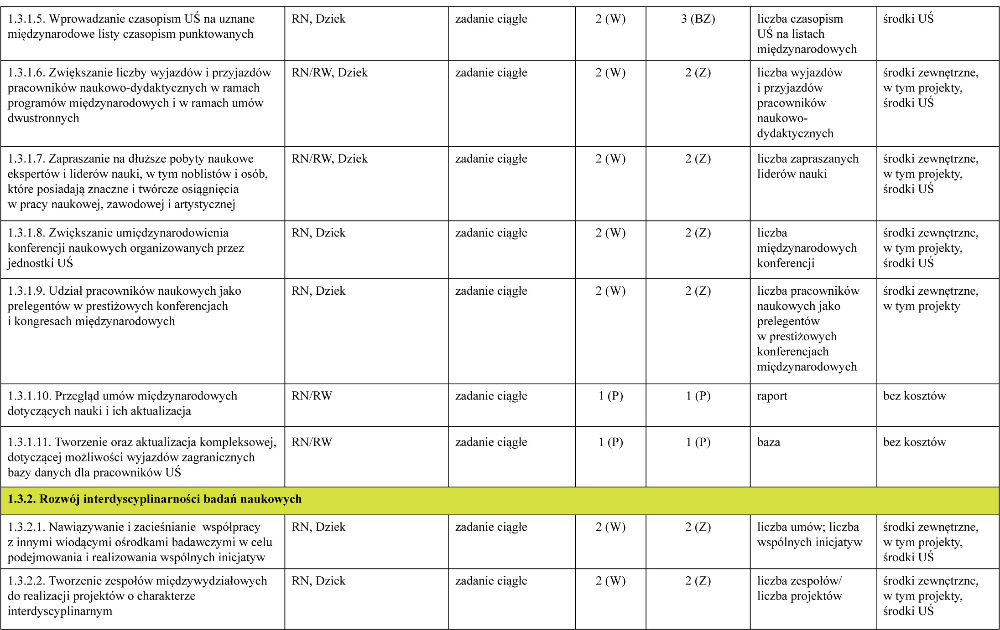 1.3.1.5. Wprowadzanie czasopism UŚ na uznane
międzynarodowe listy czasopism punktowanych
RN, Dziek
zadanie ciągłe
2 (W)
3 (BZ)
liczba czasopism
UŚ na listach
międzynarodowych
środki UŚ
1.3.1.6. Zwiększanie liczby wyjazdów i przyjazdów
pracowników naukowo-dydaktycznych w ramach
programów międzynarodowych i w ramach umów
dwustronnych
RN/RW, Dziek
zadanie ciągłe
2 (W)
2 (Z)
liczba wyjazdów
i przyjazdów
pracowników
naukowo-
dydaktycznych
środki zewnętrzne,
w tym projekty,
środki UŚ
1.3.1.7. Zapraszanie na dłuższe pobyty naukowe
ekspertów i liderów nauki, w tym noblistów i osób,
które posiadają znaczne i twórcze osiągnięcia
w pracy naukowej, zawodowej i artystycznej
RN/RW, Dziek
zadanie ciągłe
2 (W)
2 (Z)
liczba zapraszanych
liderów nauki
środki zewnętrzne,
w tym projekty,
środki UŚ
1.3.1.8. Zwiększanie umiędzynarodowienia
konferencji naukowych organizowanych przez
jednostki UŚ
RN, Dziek
zadanie ciągłe
2 (W)
2 (Z)
liczba
międzynarodowych
konferencji
środki zewnętrzne,
w tym projekty,
środki UŚ
1.3.1.9. Udział pracowników naukowych jako
prelegentów w prestiżowych konferencjach
i kongresach międzynarodowych
RN, Dziek
zadanie ciągłe
2 (W)
2 (Z)
liczba pracowników
naukowych jako
prelegentów
w prestiżowych
konferencjach
międzynarodowych
środki zewnętrzne,
w tym projekty
1.3.1.10. Przegląd umów międzynarodowych
dotyczących nauki i ich aktualizacja
RN/RW
zadanie ciągłe
1 (P)
1 (P)
raport
bez kosztów
1.3.1.11. Tworzenie oraz aktualizacja kompleksowej,
dotyczącej możliwości wyjazdów zagranicznych
bazy danych dla pracowników UŚ
RN/RW
zadanie ciągłe
1 (P)
1 (P)
baza
bez kosztów
1.3.2. Rozwój interdyscyplinarności badań naukowych
1.3.2.1. Nawiązywanie i zacieśnianie  współpracy
z innymi wiodącymi ośrodkami badawczymi w celu
podejmowania i realizowania wspólnych inicjatyw
RN, Dziek
zadanie ciągłe
2 (W)
2 (Z)
liczba umów; liczba
wspólnych inicjatyw
środki zewnętrzne,
w tym projekty,
środki UŚ
1.3.2.2. Tworzenie zespołów międzywydziałowych
do realizacji projektów o charakterze
interdyscyplinarnym
RN, Dziek
zadanie ciągłe
2 (W)
2 (Z)
liczba zespołów/
liczba projektów
środki zewnętrzne,
w tym projekty,
środki UŚ